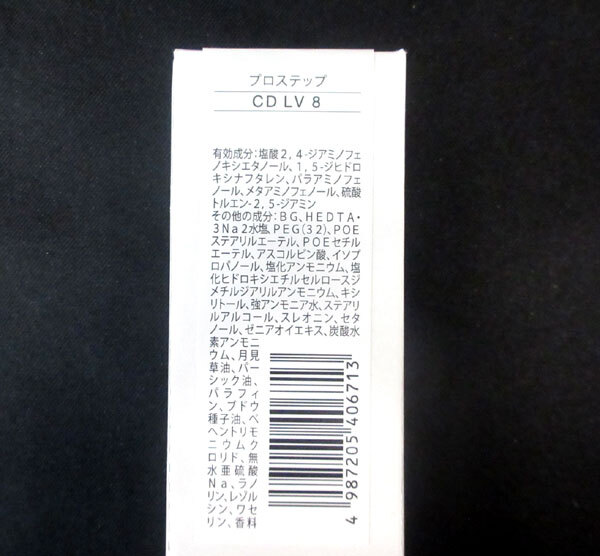 プロステップ
CD LV 8
有効成分:塩酸2,4-ジアミノフェ
ノキシエタノール、1,5-ジヒドロ
キシナフタレン、パラアミノフェ
ノール、メタアミノフェノール、硫酸
トルエン-2,5-ジアミン
その他の成分:BG、HEDTA・
3Na2水塩、PEG(32)、POE
ステアリルエーテル、POEセチル
エーテル、アスコルビン酸、イソプ
ロパノール、塩化アンモニウム、塩
化ヒドロキシエチルセルロースジ
メチルジアリルアンモニウム、キシ
リトール、強アンモニア水、ステアリ
ルアルコール、スレオニン、セタ
ノール、ゼニアオイエキス、炭酸水
素アンモニ
ウム、月見
草油、パー
シック油、
パラフィ
ン、ブドウ
種子油、ベ
ヘントリモ
ニウムク
ロリド、無
水亜硫酸
Na、ラノ
リン、レゾル
シン、ワセ
リン、香料
4 987205 406713